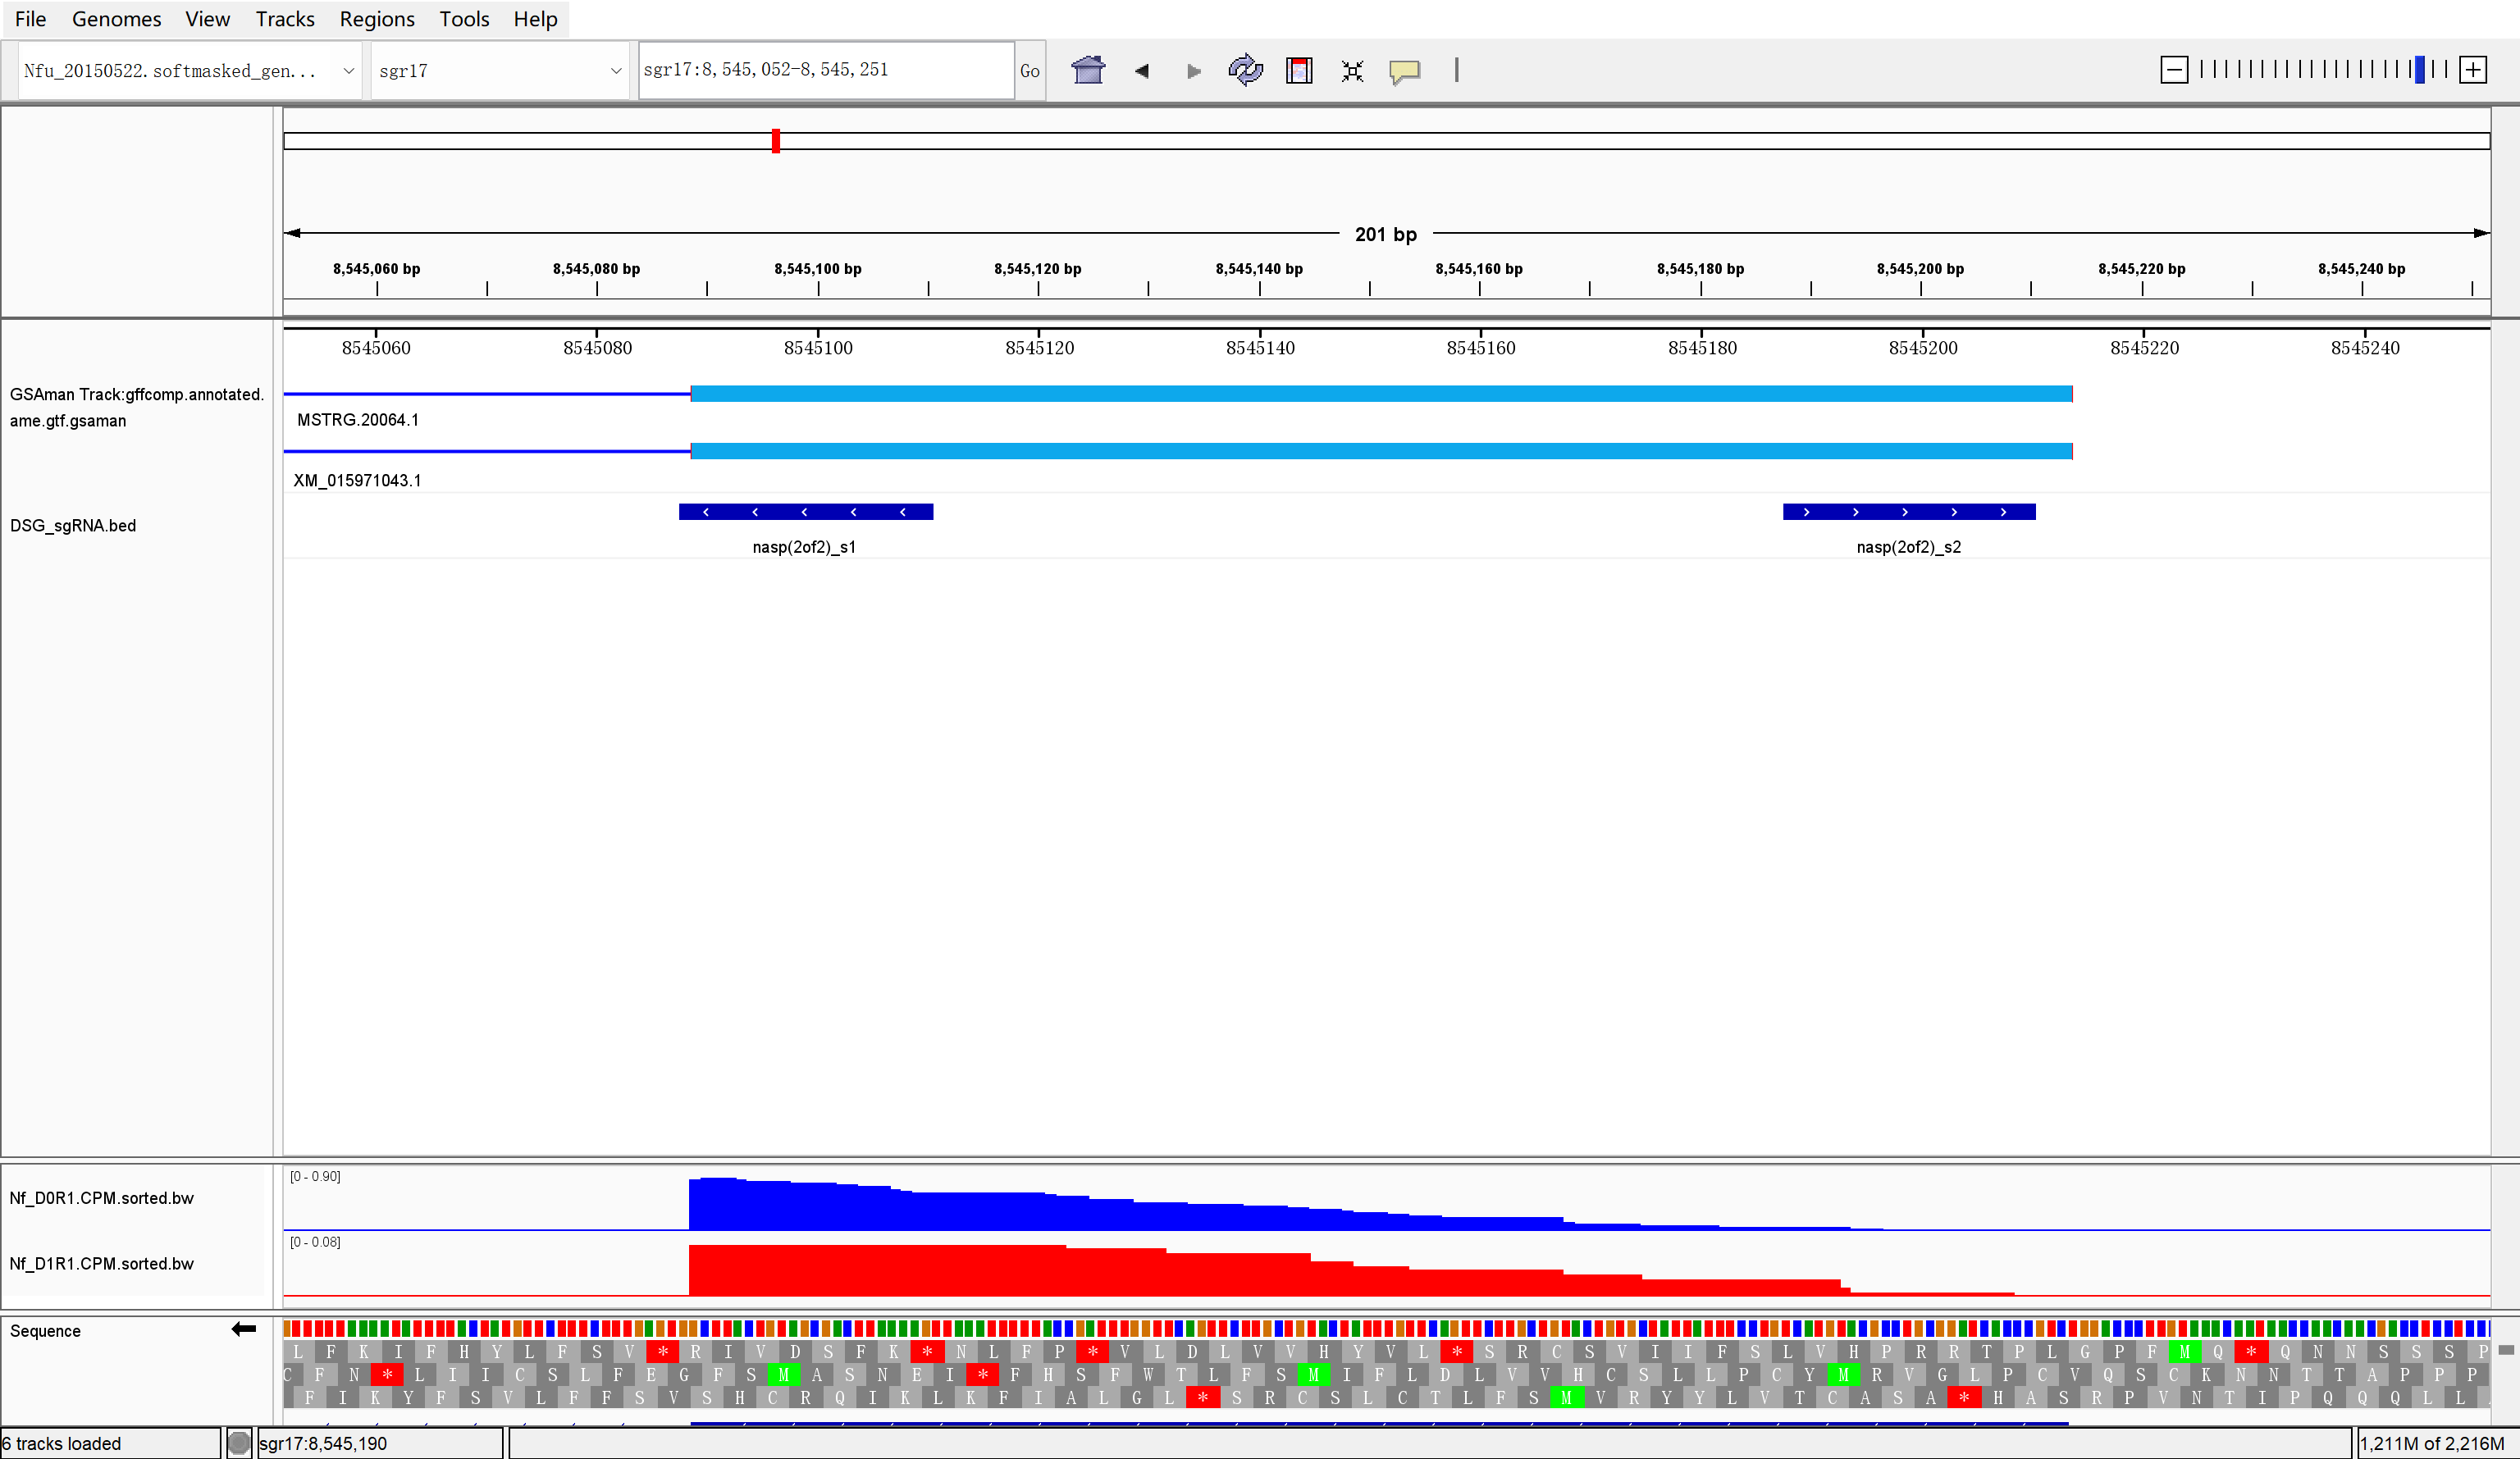 File Genomes View Tracks Regions Tools Help
Nfu_20150522.softmasked_gen... sgr17 sgr17:8,545,052-8,545,251 Go
201 bp
8,545,060 bp 8,545,080 bp 8,545,100 bp 8,545,120 bp 8,545,140 bp 8,545,160 bp 8,545,180 bp 8,545,200 bp 8,545,220 bp 8,545,240 bp
8545060 8545080 8545100 8545120 8545140 8545160 8545180 8545200 8545220 8545240
GSAman Track:gffcomp.annotated.
ame.gtf.gsaman
MSTRG.20064.1
XM_015971043.1
DSG_sgRNA.bed
nasp(2of2)_s1 nasp(2of2)_s2
[0 - 0.90]
Nf_D0R1.CPM.sorted.bw
[0 - 0.08]
Nf_D1R1.CPM.sorted.bw
Sequence
L F K I F H Y L F S V * R I V D S F K * N L F P * V L D L V V H Y V L * S R C S V I I F S L V H P R R T P L G P F M Q * Q N N S S S P
C F N * L I I C S L F E G F S M A S N E I * F H S F W T L F S M I F L D L V V H C S L L P C Y M R V G L P C V Q S C K N N T T A P P P
F I K Y F S V L F F S V S H C R Q I K L K F I A L G L * S R C S L C T L F S M V R Y Y L V T C A S A * H A S R P V N T I P Q Q Q L L
6 tracks loaded sgr17:8,545,190 1,211M of 2,216M